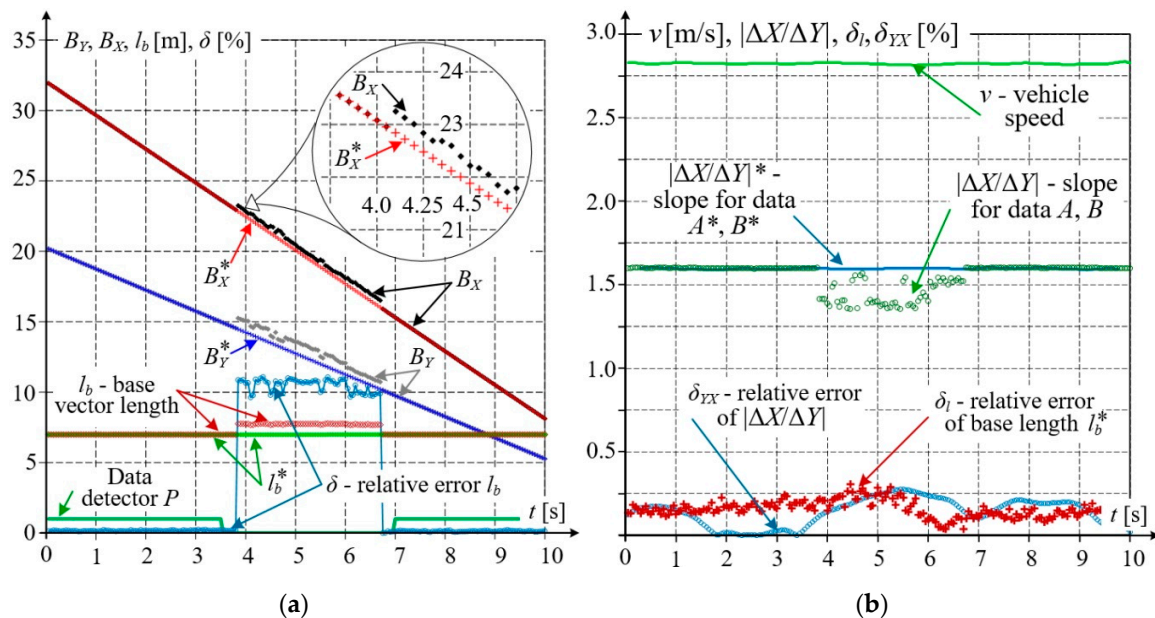 B_Y, B_X, l_b [m], δ [%]
35
30
25
20
15
10
5
0
0 1 2 3 4 5 6 7 8 9 10
t [s]
24
23
21
4.0 4.25 4.5
B_X
B_X*
B_X*
B_X
B_Y*
B_Y
l_b - base
vector length
l_b*
δ - relative error l_b
Data
detector P
(a)
v [m/s], |ΔX/ΔY|, δ_l, δ_YX [%]
3.0
2.5
2.0
1.5
1.0
0.5
0 1 2 3 4 5 6 7 8 9 10
t [s]
v - vehicle
speed
|ΔX/ΔY|* -
slope for data
A*, B*
|ΔX/ΔY| - slope
for data A, B
δ_YX - relative error
of |ΔX/ΔY|
δ_l - relative error
of base length l_b*
(b)